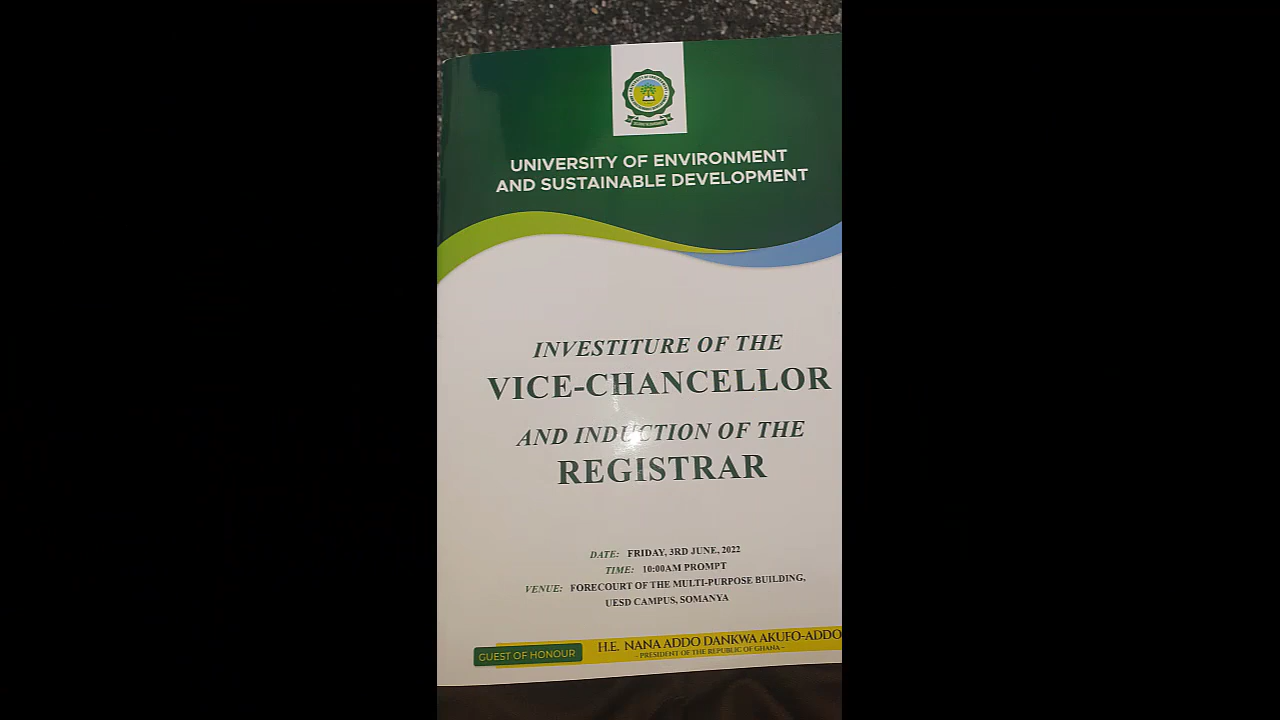 UNIVERSITY OF ENVIRONMENT
AND SUSTAINABLE DEVELOPMENT
INVESTITURE OF THE
VICE-CHANCELLOR
AND INDUCTION OF THE
REGISTRAR
DATE: FRIDAY, 3RD JUNE, 2022
TIME: 10:00AM PROMPT
VENUE: FORECOURT OF THE MULTI-PURPOSE BUILDING,
UESD CAMPUS, SOMANYA
GUEST OF HONOUR
H.E. NANA ADDO DANKWA AKUFO-ADDO
- PRESIDENT OF THE REPUBLIC OF GHANA -